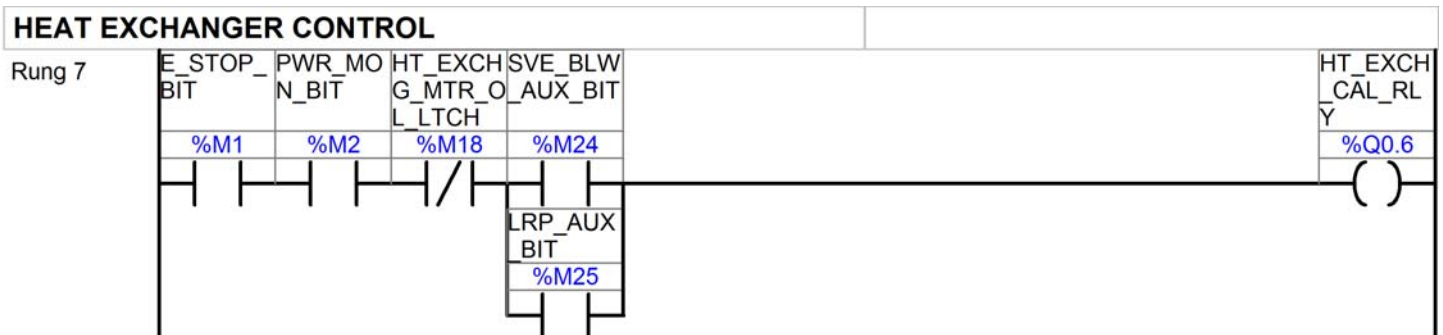 HEAT EXCHANGER CONTROL
Rung 7
E_STOP_
BIT
PWR_MO
N_BIT
HT_EXCH
G_MTR_O
L_LTCH
SVE_BLW
_AUX_BIT
HT_EXCH
_CAL_RL
Y
%M1
%M2
%M18
%M24
%Q0.6
LRP_AUX
_BIT
%M25